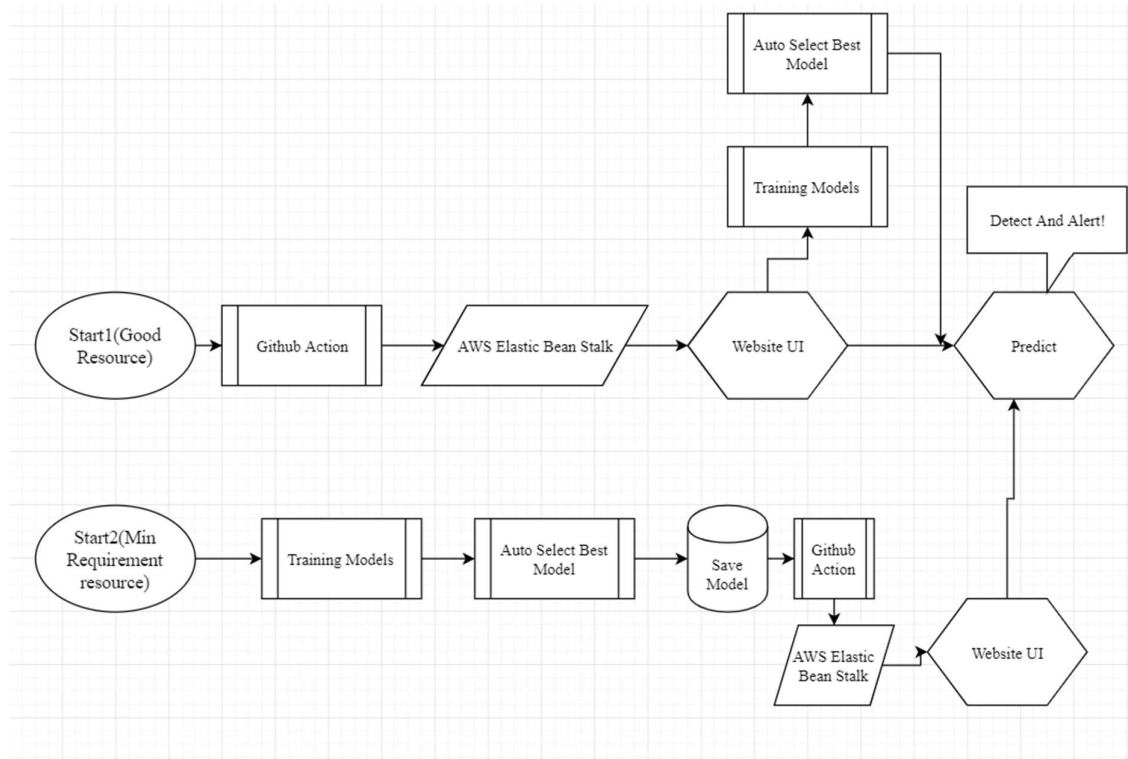 Auto Select Best
Model
Training Models
Detect And Alert!
Start1(Good
Resource)
Github Action
AWS Elastic Bean Stalk
Website UI
Predict
Start2(Min
Requirement
resource)
Training Models
Auto Select Best
Model
Save
Model
Github
Action
AWS Elastic
Bean Stalk
Website UI